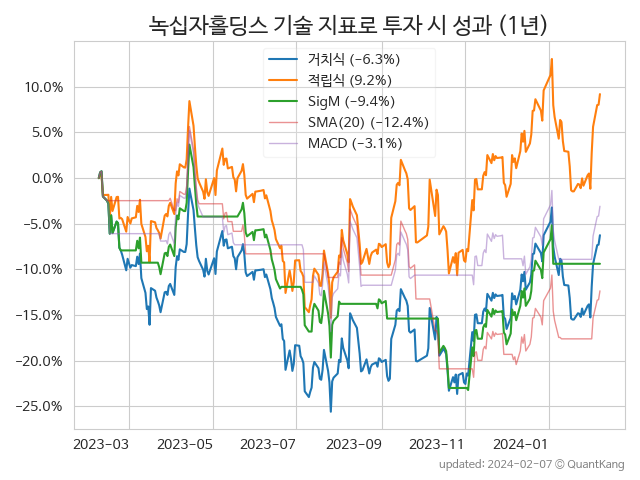 녹십자홀딩스 기술 지표로 투자 시 성과 (1년)
거치식 (−6.3%)
적립식 (9.2%)
SigM (−9.4%)
SMA(20) (−12.4%)
MACD (−3.1%)
10.0%
5.0%
0.0%
−5.0%
−10.0%
−15.0%
−20.0%
−25.0%
2023-03 2023-05 2023-07 2023-09 2023-11 2024-01
updated: 2024-02-07 © QuantKang